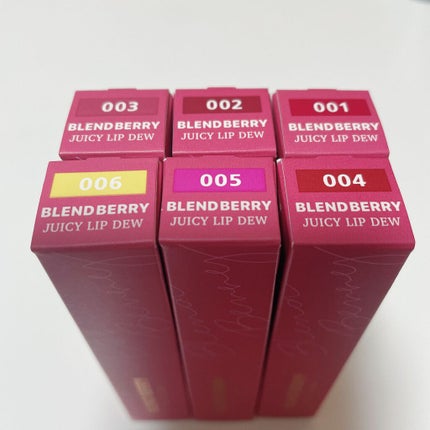 003
BLENDBERRY
JUICY LIP DEW
002
BLENDBERRY
JUICY LIP DEW
001
BLENDBERRY
JUICY LIP DEW
006
BLENDBERRY
JUICY LIP DEW
005
BLENDBERRY
JUICY LIP DEW
004
BLENDBERRY
JUICY LIP DEW